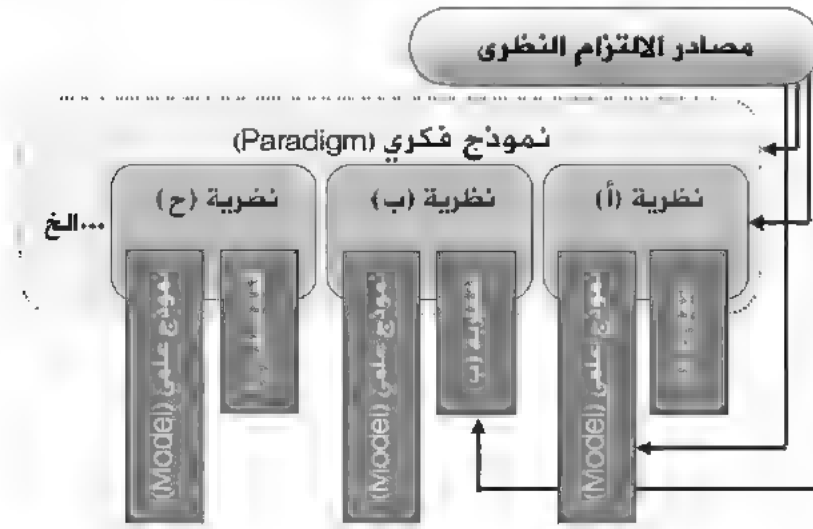 مصادر الالتزام النظرى
نموذج فكري (Paradigm)
نظرية (أ)
نظرية (ب)
نضرية (ح)
...الخ
نموذج علمي (Model)
نظرية (ب
نموذج علمي (Model)
نموذج علمي (Model)